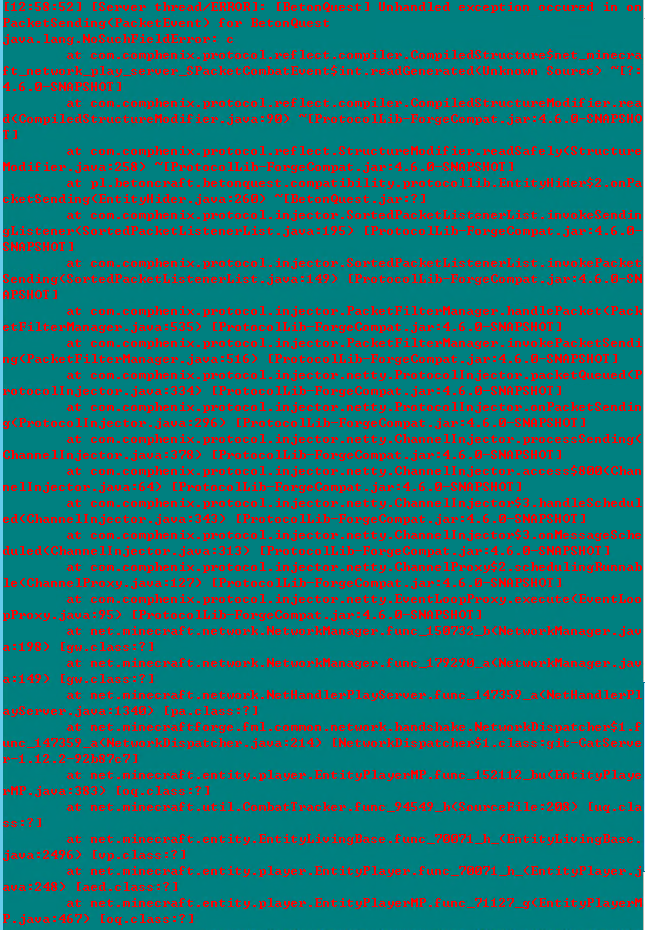 [12:50:52] [Server thread/ERROR]: [BetonQuest] Unhandled exception occured in on
PacketSending(PacketEvent) for BetonQuest
java.lang.NoSuchFieldError: c
at com.comphenix.protocol.reflect.compiler.CompiledStructure$net_minecra
ft_network_play_server_SPacketCombatEvent$int.readGenerated(Unknown Source) ~[?:
4.6.0-SNAPSHOT]
at com.comphenix.protocol.reflect.compiler.CompiledStructureModifier.rea
d(CompiledStructureModifier.java:90) ~[ProtocolLib-ForgeCompat.jar:4.6.0-SNAPSHO
T]
at com.comphenix.protocol.reflect.StructureModifier.readSafely(Structure
Modifier.java:258) ~[ProtocolLib-ForgeCompat.jar:4.6.0-SNAPSHOT]
at pl.betoncraft.betonquest.compatibility.protocollib.EntityHider$2.onPa
cketSending(EntityHider.java:260) ~[BetonQuest.jar:?]
at com.comphenix.protocol.injector.SortedPacketListenerList.invokeSendin
gListener(SortedPacketListenerList.java:195) [ProtocolLib-ForgeCompat.jar:4.6.0-
SNAPSHOT]
at com.comphenix.protocol.injector.SortedPacketListenerList.invokePacket
Sending(SortedPacketListenerList.java:149) [ProtocolLib-ForgeCompat.jar:4.6.0-SN
APSHOT]
at com.comphenix.protocol.injector.PacketFilterManager.handlePacket(Pack
etFilterManager.java:535) [ProtocolLib-ForgeCompat.jar:4.6.0-SNAPSHOT]
at com.comphenix.protocol.injector.PacketFilterManager.invokePacketSendi
ng(PacketFilterManager.java:516) [ProtocolLib-ForgeCompat.jar:4.6.0-SNAPSHOT]
at com.comphenix.protocol.injector.netty.ProtocolInjector.packetQueued(P
rotocolInjector.java:334) [ProtocolLib-ForgeCompat.jar:4.6.0-SNAPSHOT]
at com.comphenix.protocol.injector.netty.ProtocolInjector.onPacketSendin
g(ProtocolInjector.java:296) [ProtocolLib-ForgeCompat.jar:4.6.0-SNAPSHOT]
at com.comphenix.protocol.injector.netty.ChannelInjector.processSending(
ChannelInjector.java:378) [ProtocolLib-ForgeCompat.jar:4.6.0-SNAPSHOT]
at com.comphenix.protocol.injector.netty.ChannelInjector.access$800(Chan
nelInjector.java:64) [ProtocolLib-ForgeCompat.jar:4.6.0-SNAPSHOT]
at com.comphenix.protocol.injector.netty.ChannelInjector$3.handleSchedul
ed(ChannelInjector.java:343) [ProtocolLib-ForgeCompat.jar:4.6.0-SNAPSHOT]
at com.comphenix.protocol.injector.netty.ChannelInjector$3.onMessageSche
duled(ChannelInjector.java:313) [ProtocolLib-ForgeCompat.jar:4.6.0-SNAPSHOT]
at com.comphenix.protocol.injector.netty.ChannelProxy$2.schedulingRunnab
le(ChannelProxy.java:127) [ProtocolLib-ForgeCompat.jar:4.6.0-SNAPSHOT]
at com.comphenix.protocol.injector.netty.EventLoopProxy.execute(EventLoo
pProxy.java:95) [ProtocolLib-ForgeCompat.jar:4.6.0-SNAPSHOT]
at net.minecraft.network.NetworkManager.func_150732_b(NetworkManager.jav
a:198) [gw.class:?]
at net.minecraft.network.NetworkManager.func_179290_a(NetworkManager.jav
a:149) [gw.class:?]
at net.minecraft.network.NetHandlerPlayServer.func_147359_a(NetHandlerPl
ayServer.java:1340) [pa.class:?]
at net.minecraftforge.fml.common.network.handshake.NetworkDispatcher$1.f
unc_147359_a(NetworkDispatcher.java:214) [NetworkDispatcher$1.class:git-CatServe
r-1.12.2-92b07c7]
at net.minecraft.entity.player.EntityPlayerMP.func_152112_bu(EntityPlaye
rMP.java:383) [oq.class:?]
at net.minecraft.util.CombatTracker.func_94549_h(SourceFile:208) [uq.cla
ss:?]
at net.minecraft.entity.EntityLivingBase.func_70071_h_(EntityLivingBase.
java:2496) [vp.class:?]
at net.minecraft.entity.player.EntityPlayer.func_70071_h_(EntityPlayer.j
ava:248) [aed.class:?]
at net.minecraft.entity.player.EntityPlayerMP.func_71127_g(EntityPlayerM
P.java:467) [oq.class:?]